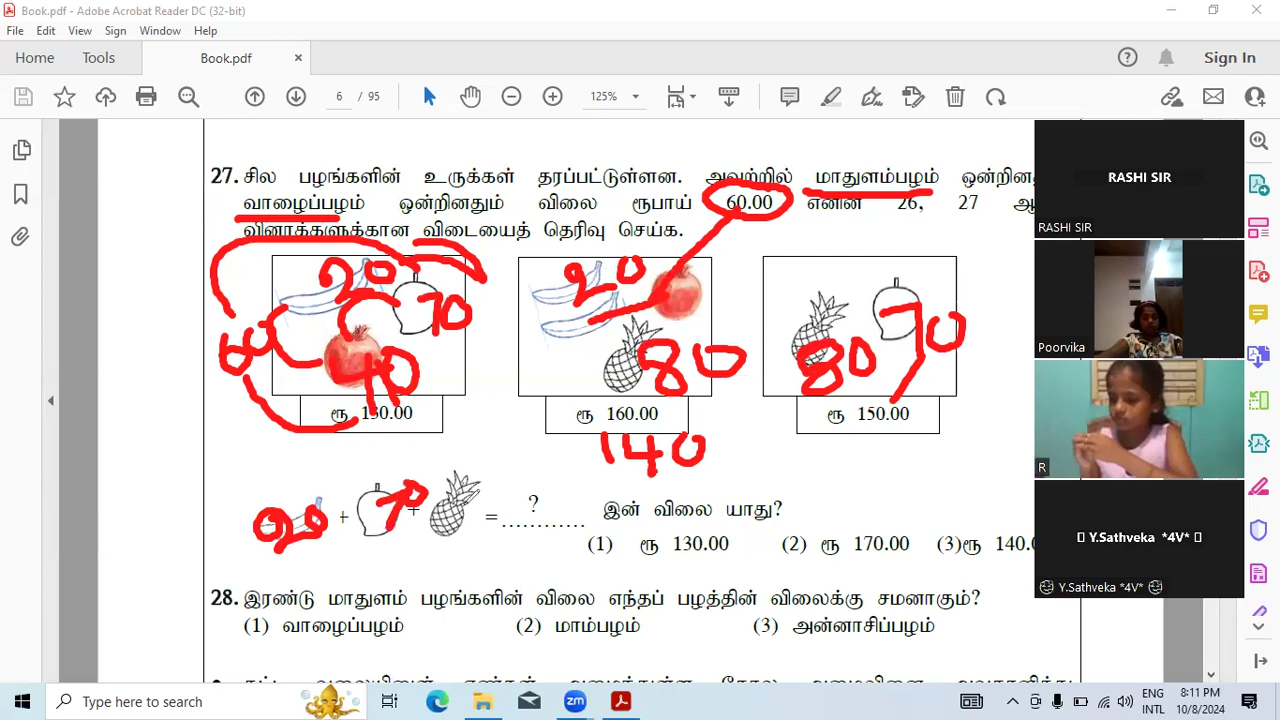 Book.pdf - Adobe Acrobat Reader DC (32-bit)
File Edit View Sign Window Help
Home Tools Book.pdf × Sign In
6 / 95 125%
27. சில பழங்களின் உருக்கள் தரப்பட்டுள்ளன. அவற்றில் மாதுளம்பழம் ஒன்றினது
வாழைப்பழம் ஒன்றினதும் விலை ரூபாய் 60.00 எனின் 26, 27 ஆ
வினாக்களுக்கான விடையைத் தெரிவு செய்க.
20 70 20
60 40 80 80 70
ரூ 130.00 ரூ 160.00 ரூ 150.00
140
20 + 70 + = ? ............ இன் விலை யாது?
(1) ரூ 130.00 (2) ரூ 170.00 (3)ரூ 140.0
28. இரண்டு மாதுளம் பழங்களின் விலை எந்தப் பழத்தின் விலைக்கு சமனாகும்?
(1) வாழைப்பழம் (2) மாம்பழம் (3) அன்னாசிப்பழம்
RASHI SIR
RASHI SIR
Poorvika
R
Y.Sathveka *4V*
Y.Sathveka *4V*
Type here to search
ENG
INTL
8:11 PM
10/8/2024